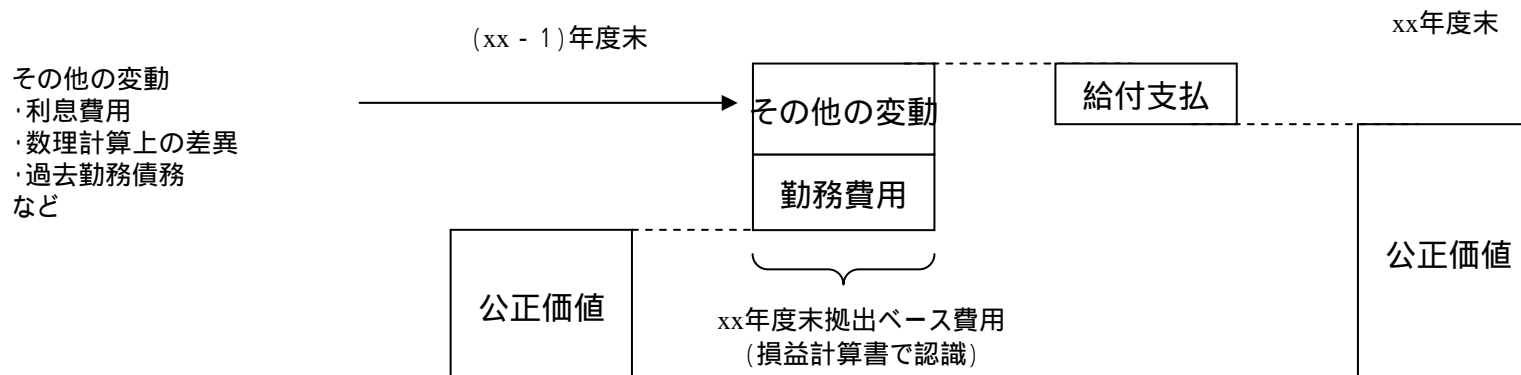 (xx - 1)年度末
xx年度末
その他の変動
・利息費用
・数理計算上の差異
・過去勤務債務
など
その他の変動
給付支払
勤務費用
公正価値
公正価値
xx年度末拠出ベース費用
(損益計算書で認識)